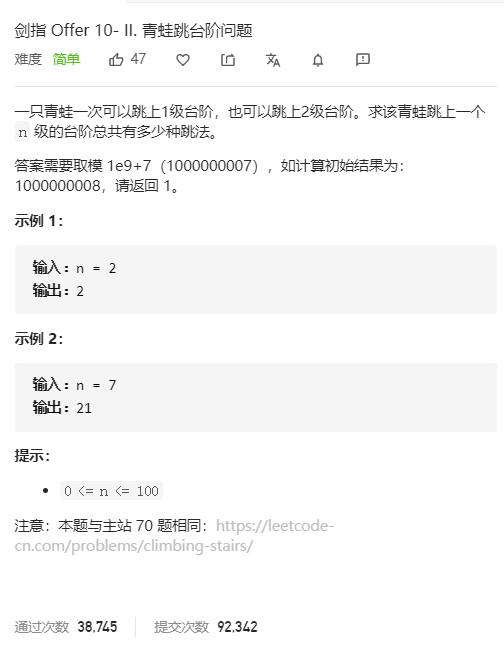 剑指 Offer 10- II. 青蛙跳台阶问题
难度 简单 47
一只青蛙一次可以跳上1级台阶，也可以跳上2级台阶。求该青蛙跳上一个
n 级的台阶总共有多少种跳法。
答案需要取模 1e9+7（1000000007），如计算初始结果为：
1000000008，请返回 1。
示例 1：
输入：n = 2
输出：2
示例 2：
输入：n = 7
输出：21
提示：
• 0 <= n <= 100
注意：本题与主站 70 题相同：https://leetcode-
cn.com/problems/climbing-stairs/
通过次数 38,745 提交次数 92,342